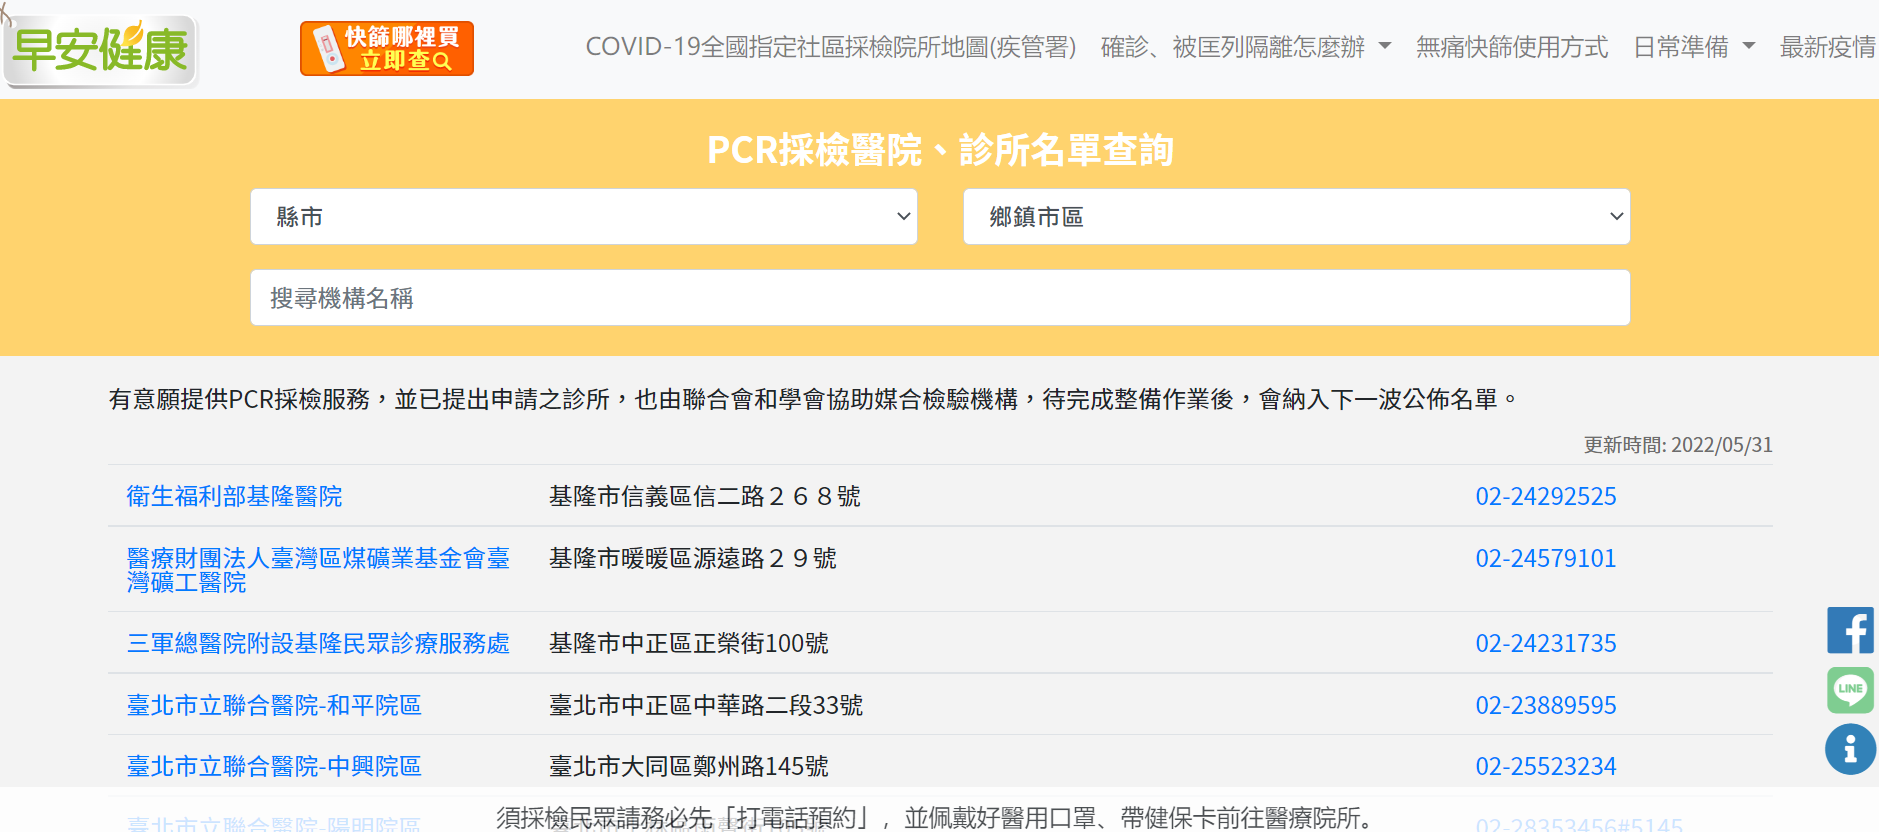 早安健康
快篩哪裡買
立即查
COVID-19全國指定社區採檢院所地圖(疾管署) 確診、被匡列隔離怎麼辦 無痛快篩使用方式 日常準備 最新疫情
PCR採檢醫院、診所名單查詢
縣市 鄉鎮市區
搜尋機構名稱
有意願提供PCR採檢服務，並已提出申請之診所，也由聯合會和學會協助媒合檢驗機構，待完成整備作業後，會納入下一波公佈名單。
更新時間: 2022/05/31
衛生福利部基隆醫院 基隆市信義區信二路２６８號 02-24292525
醫療財團法人臺灣區煤礦業基金會臺 基隆市暖暖區源遠路２９號 02-24579101
灣礦工醫院
三軍總醫院附設基隆民眾診療服務處 基隆市中正區正榮街100號 02-24231735
臺北市立聯合醫院-和平院區 臺北市中正區中華路二段33號 02-23889595
臺北市立聯合醫院-中興院區 臺北市大同區鄭州路145號 02-25523234
LINE
須採檢民眾請務必先「打電話預約」，並佩戴好醫用口罩、帶健保卡前往醫療院所。
臺北市立聯合醫院-陽明院區 02-28353456#5145